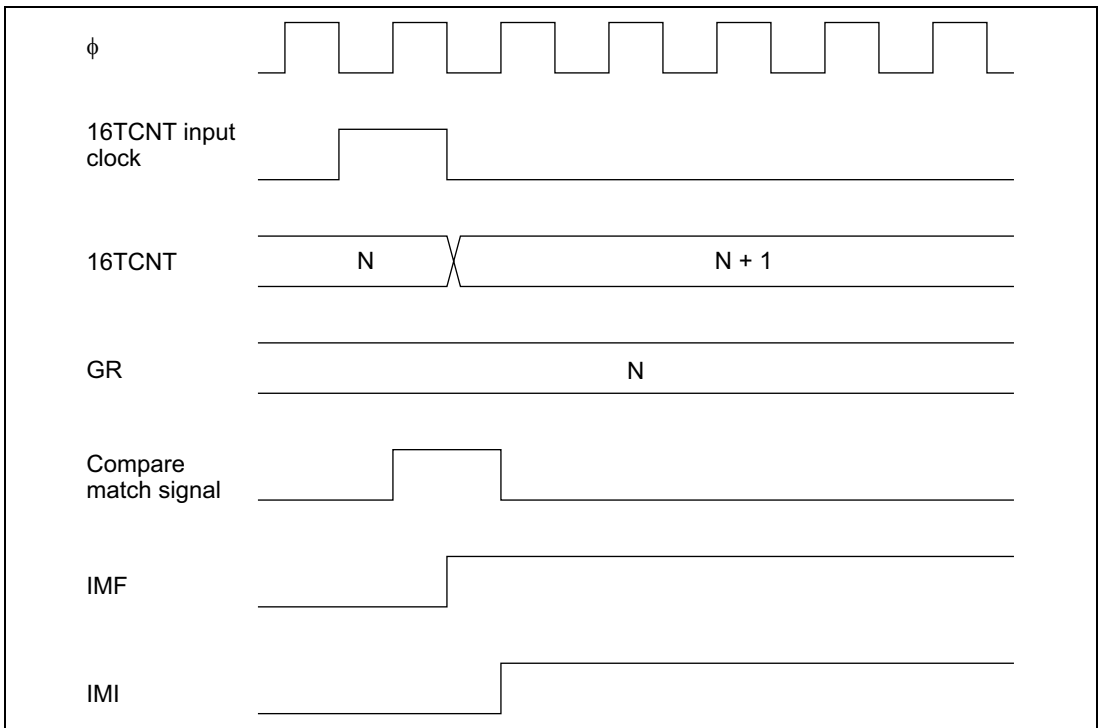 ϕ
16TCNT input
clock
16TCNT
N
N + 1
GR
N
Compare
match signal
IMF
IMI